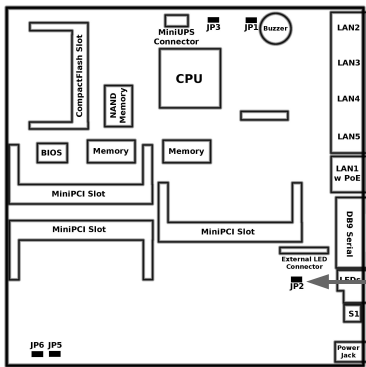 MiniUPS
Connector
JP3
JP1
Buzzer
LAN2
CompactFlash Slot
CPU
LAN3
NAND
Memory
LAN4
LAN5
BIOS
Memory
Memory
LAN1
w PoE
MiniPCI Slot
MiniPCI Slot
MiniPCI Slot
DB9 Serial
External LED
Connector
JP2
LEDs
S1
JP6
JP5
Power
Jack